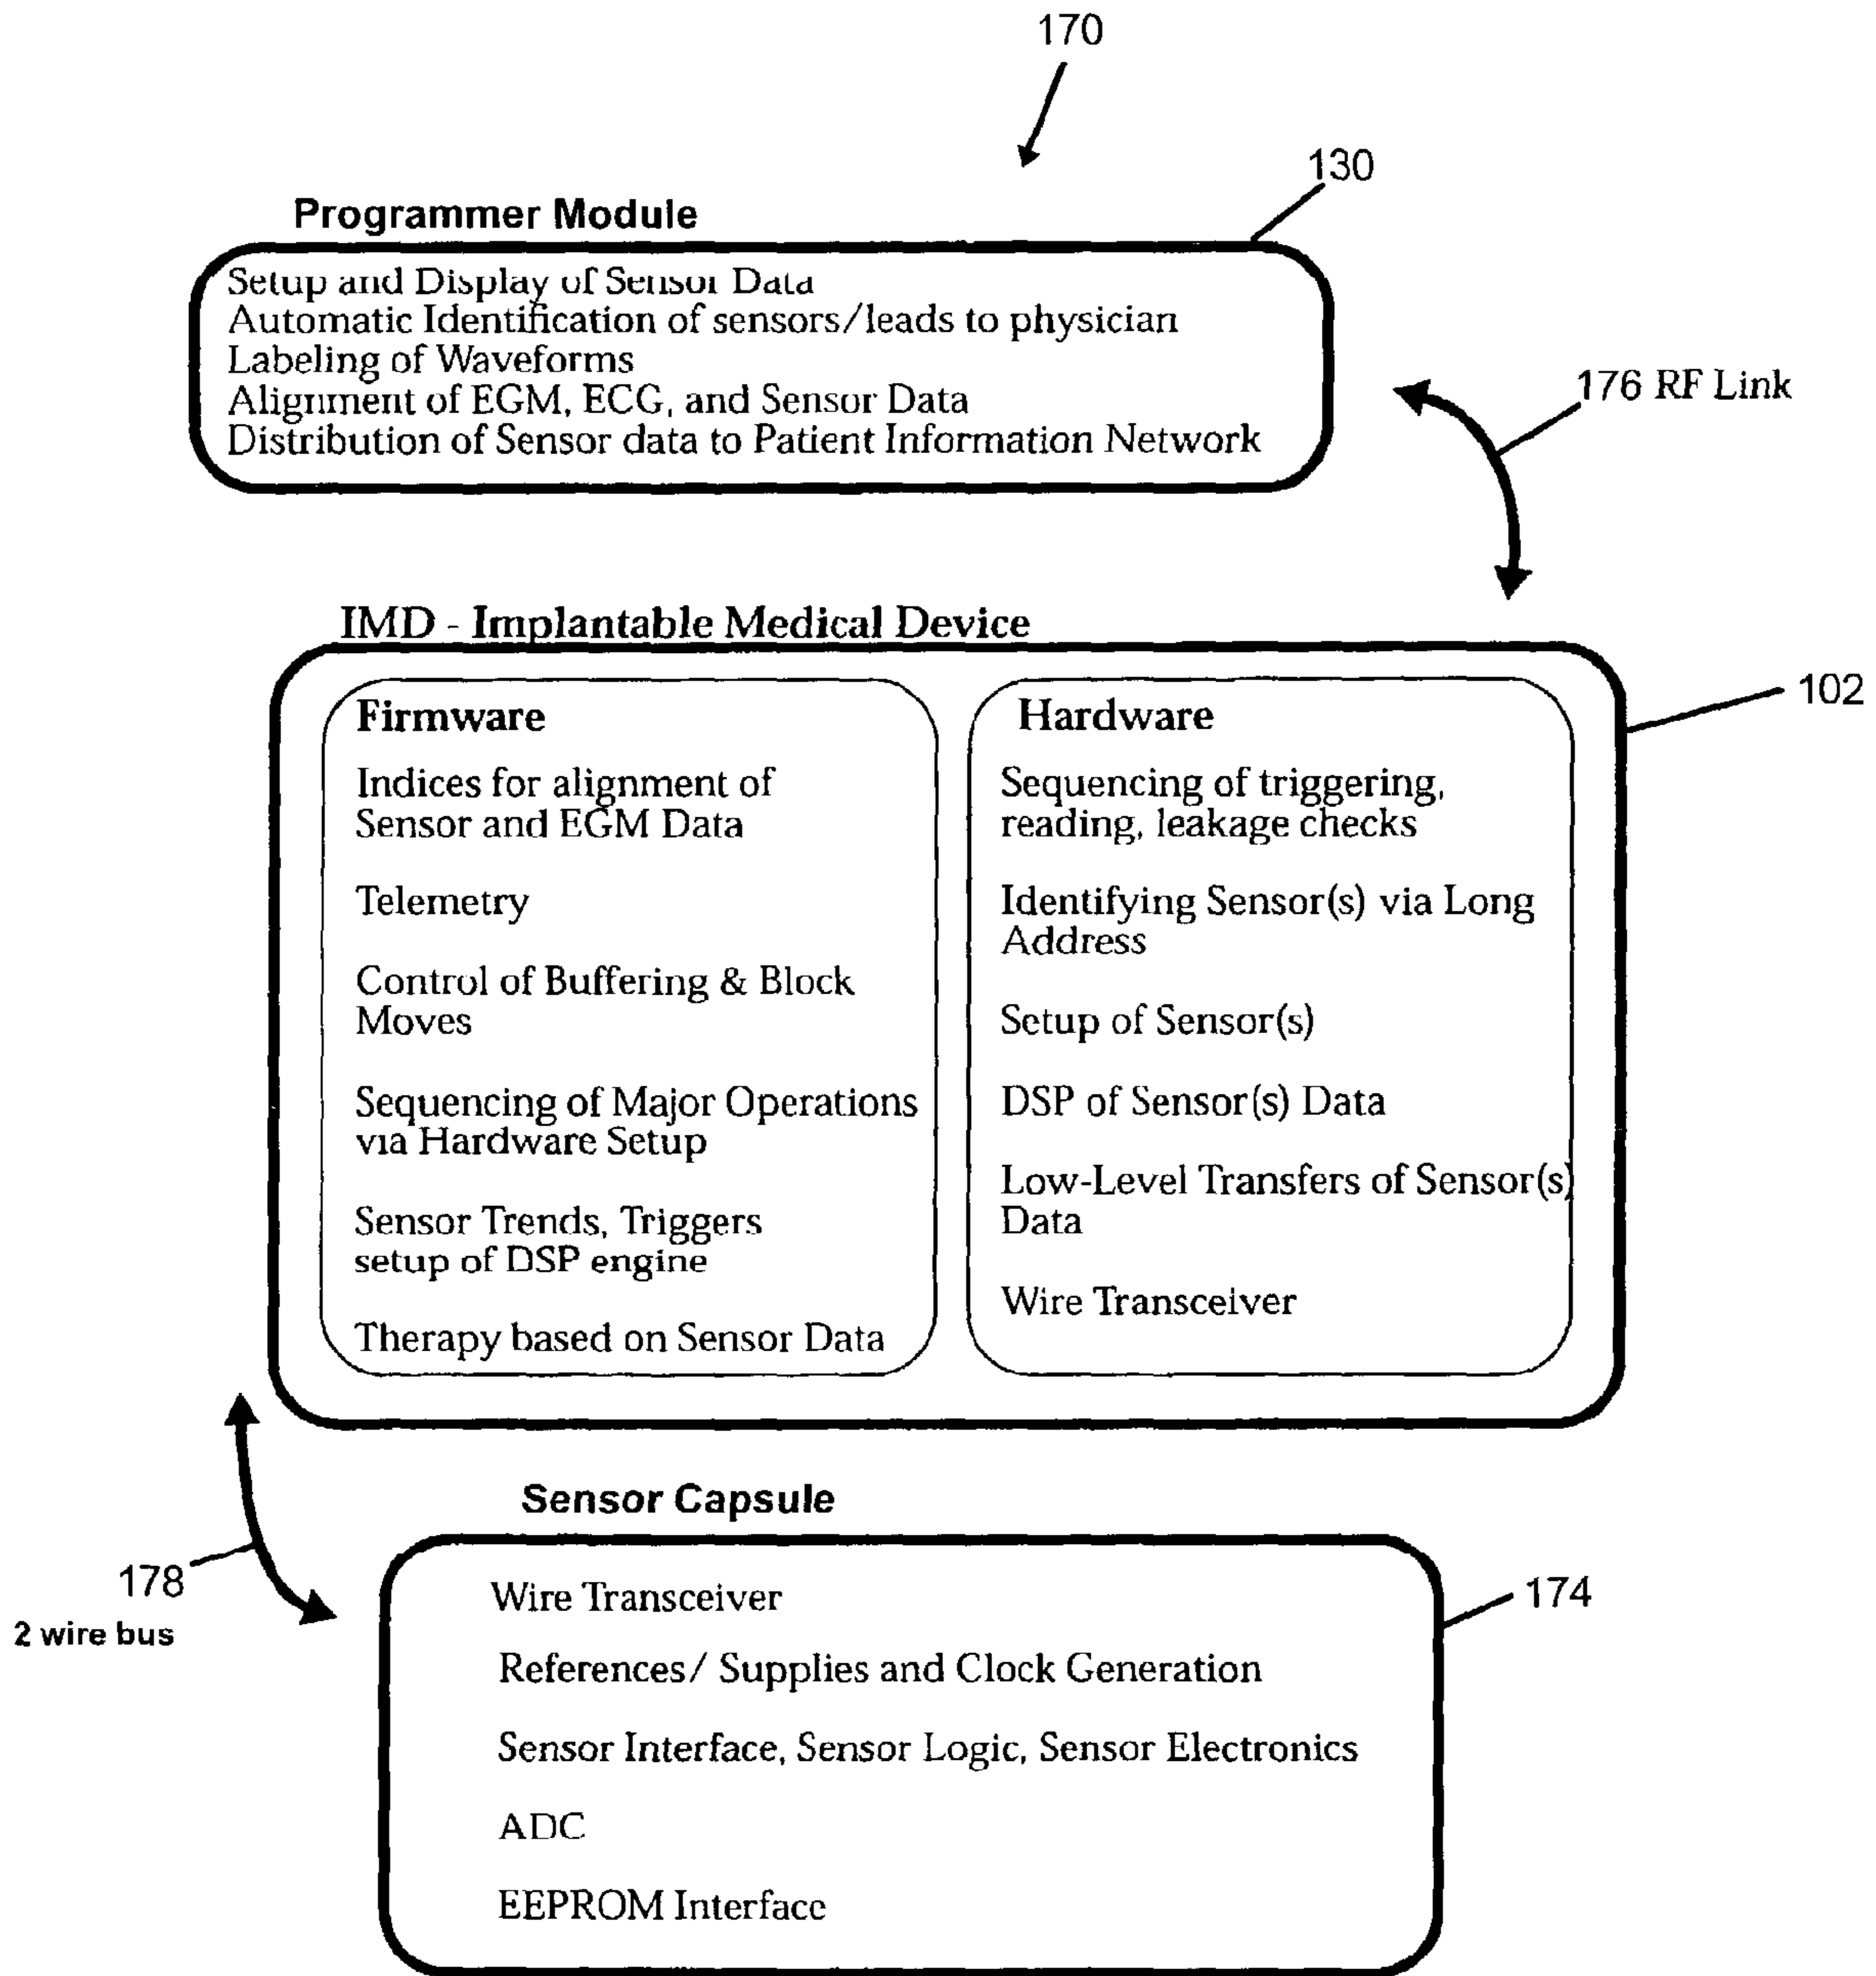 170
130
Programmer Module
Setup and Display of Sensor Data
Automatic Identification of sensors/leads to physician
Labeling of Waveforms
Alignment of EGM, ECG, and Sensor Data
Distribution of Sensor data to Patient Information Network
176 RF Link
IMD - Implantable Medical Device
102
Firmware
Indices for alignment of
Sensor and EGM Data
Telemetry
Control of Buffering & Block
Moves
Sequencing of Major Operations
via Hardware Setup
Sensor Trends, Triggers
setup of DSP engine
Therapy based on Sensor Data
Hardware
Sequencing of triggering,
reading, leakage checks
Identifying Sensor(s) via Long
Address
Setup of Sensor(s)
DSP of Sensor(s) Data
Low-Level Transfers of Sensor(s)
Data
Wire Transceiver
178
2 wire bus
Sensor Capsule
174
Wire Transceiver
References/ Supplies and Clock Generation
Sensor Interface, Sensor Logic, Sensor Electronics
ADC
EEPROM Interface